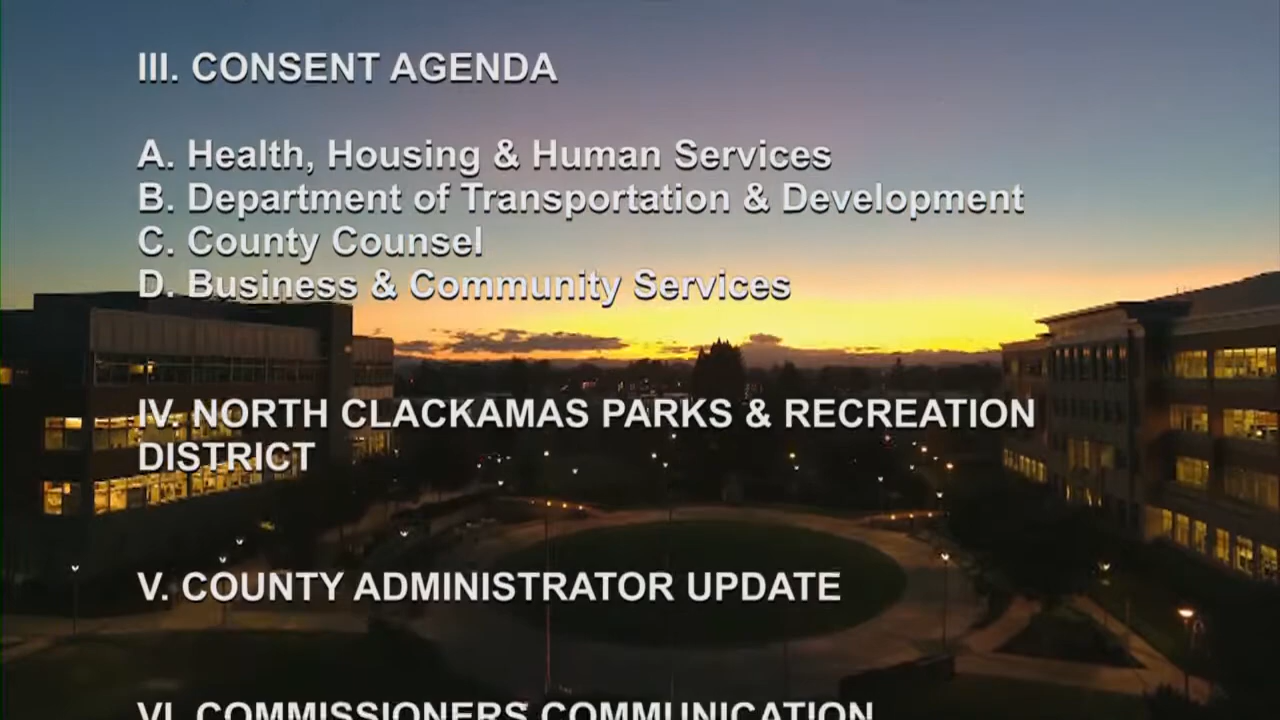 III. CONSENT AGENDA
A. Health, Housing & Human Services
B. Department of Transportation & Development
C. County Counsel
D. Business & Community Services
IV. NORTH CLACKAMAS PARKS & RECREATION
DISTRICT
V. COUNTY ADMINISTRATOR UPDATE
VI. COMMISSIONERS COMMUNICATION